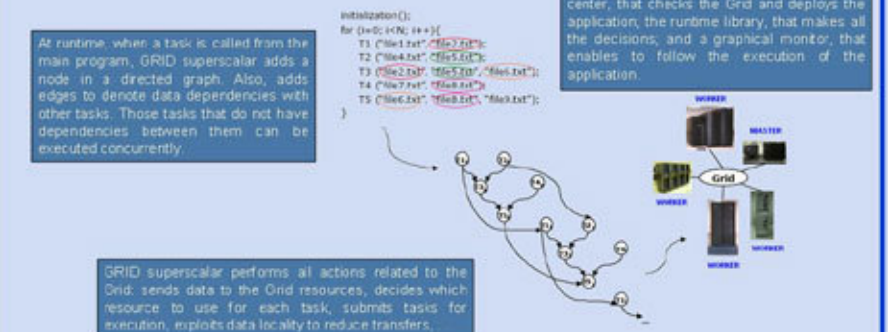 initialization();
for (i=0; i<N; i++){
T1 ("file1.txt", "file2.txt");
T2 ("file4.txt", "file5.txt");
T3 ("file2.txt", "file5.txt", "file6.txt");
T4 ("file7.txt", "file8.txt");
T5 ("file6.txt", "file8.txt", "file9.txt");
}
At runtime, when a task is called from the
main program, GRID superscalar adds a
node in a directed graph. Also, adds
edges to denote data dependencies with
other tasks. Those tasks that do not have
dependencies between them can be
executed concurrently.
center, that checks the Grid and deploys the
application, the runtime library, that makes all
the decisions; and a graphical monitor, that
enables to follow the execution of the
application.
WORKER
MASTER
Grid
WORKER
WORKER
WORKER
GRID superscalar performs all actions related to the
Grid: sends data to the Grid resources, decides which
resource to use for each task, submits tasks for
execution, exploits data locality to reduce transfers.